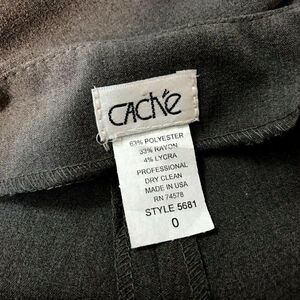 CACHÉ
63% POLYESTER
33% RAYON
4% LYCRA
PROFESSIONAL
DRY CLEAN
MADE IN USA
RN 74578
STYLE 5681
0